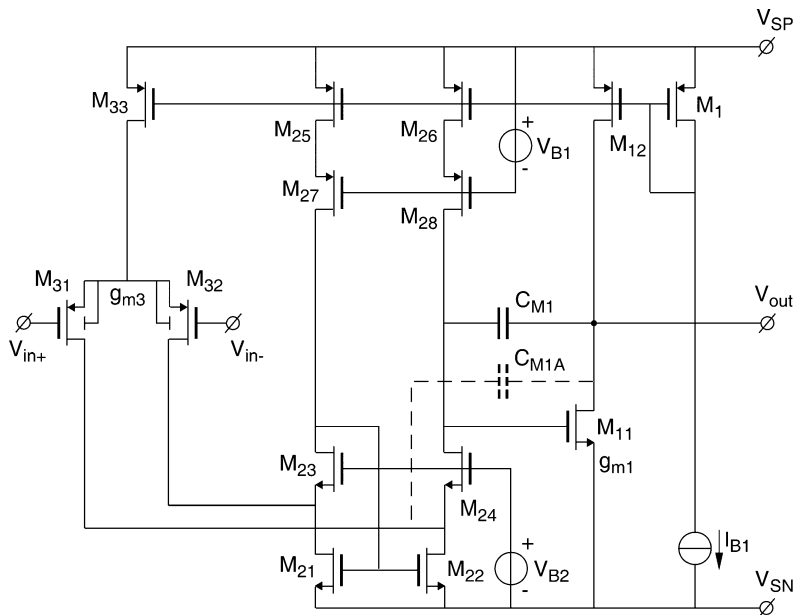 V_SP
M_33
M_25
M_26
M_12
M_1
+
V_B1
-
M_27
M_28
M_31
M_32
g_m3
V_in+
V_in-
C_M1
V_out
C_M1A
M_11
g_m1
M_23
M_24
M_21
M_22
+
V_B2
-
I_B1
V_SN